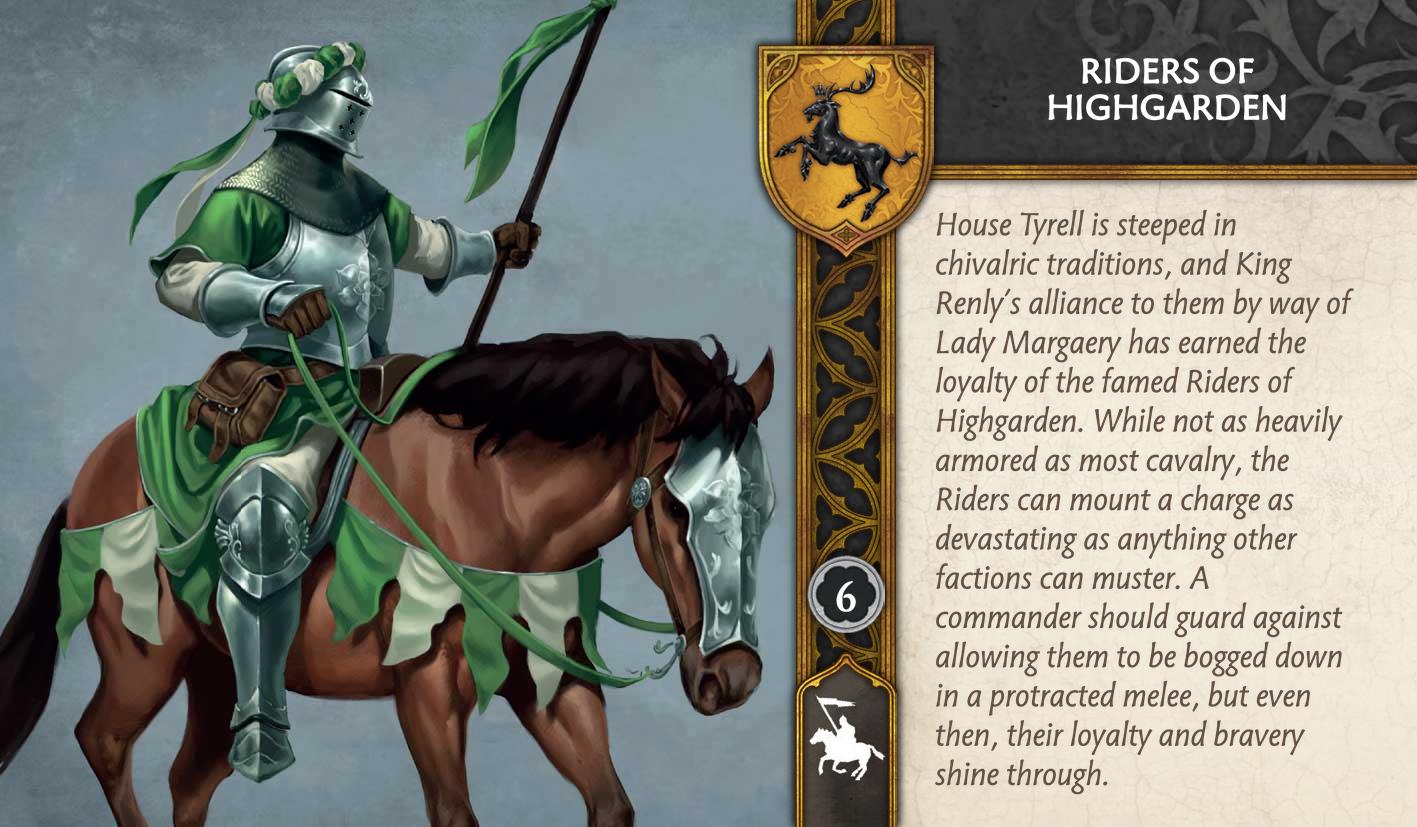 RIDERS OF
HIGHGARDEN
House Tyrell is steeped in
chivalric traditions, and King
Renly's alliance to them by way of
Lady Margaery has earned the
loyalty of the famed Riders of
Highgarden. While not as heavily
armored as most cavalry, the
Riders can mount a charge as
devastating as anything other
factions can muster. A
commander should guard against
allowing them to be bogged down
in a protracted melee, but even
then, their loyalty and bravery
shine through.
6